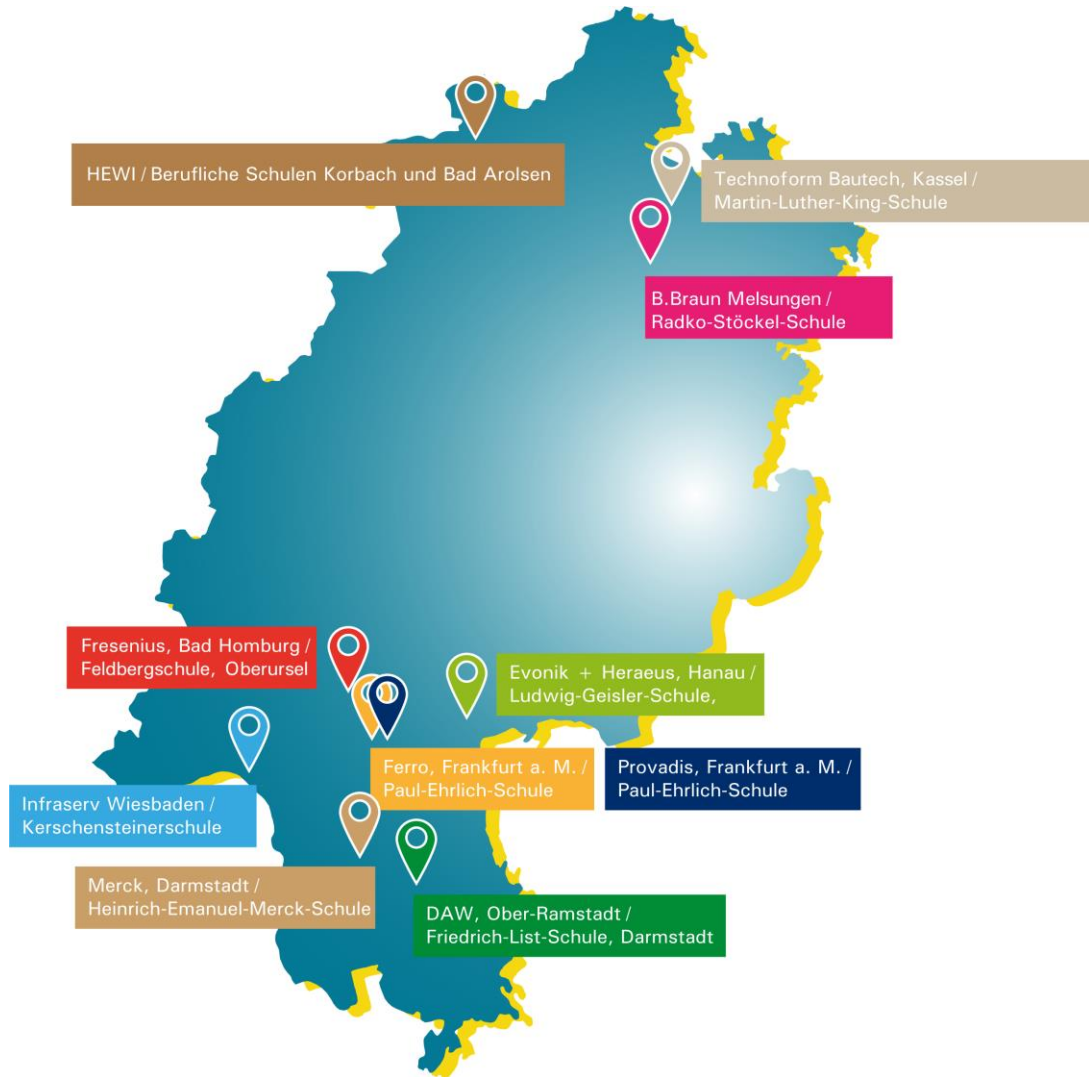 HEWI / Berufliche Schulen Korbach und Bad Arolsen
Technoform Bautech, Kassel /
Martin-Luther-King-Schule
B.Braun Melsungen /
Radko-Stöckel-Schule
Fresenius, Bad Homburg /
Feldbergschule, Oberursel
Evonik + Heraeus, Hanau /
Ludwig-Geisler-Schule,
Ferro, Frankfurt a. M. /
Paul-Ehrlich-Schule
Provadis, Frankfurt a. M. /
Paul-Ehrlich-Schule
Infraserv Wiesbaden /
Kerschensteinerschule
Merck, Darmstadt /
Heinrich-Emanuel-Merck-Schule
DAW, Ober-Ramstadt /
Friedrich-List-Schule, Darmstadt